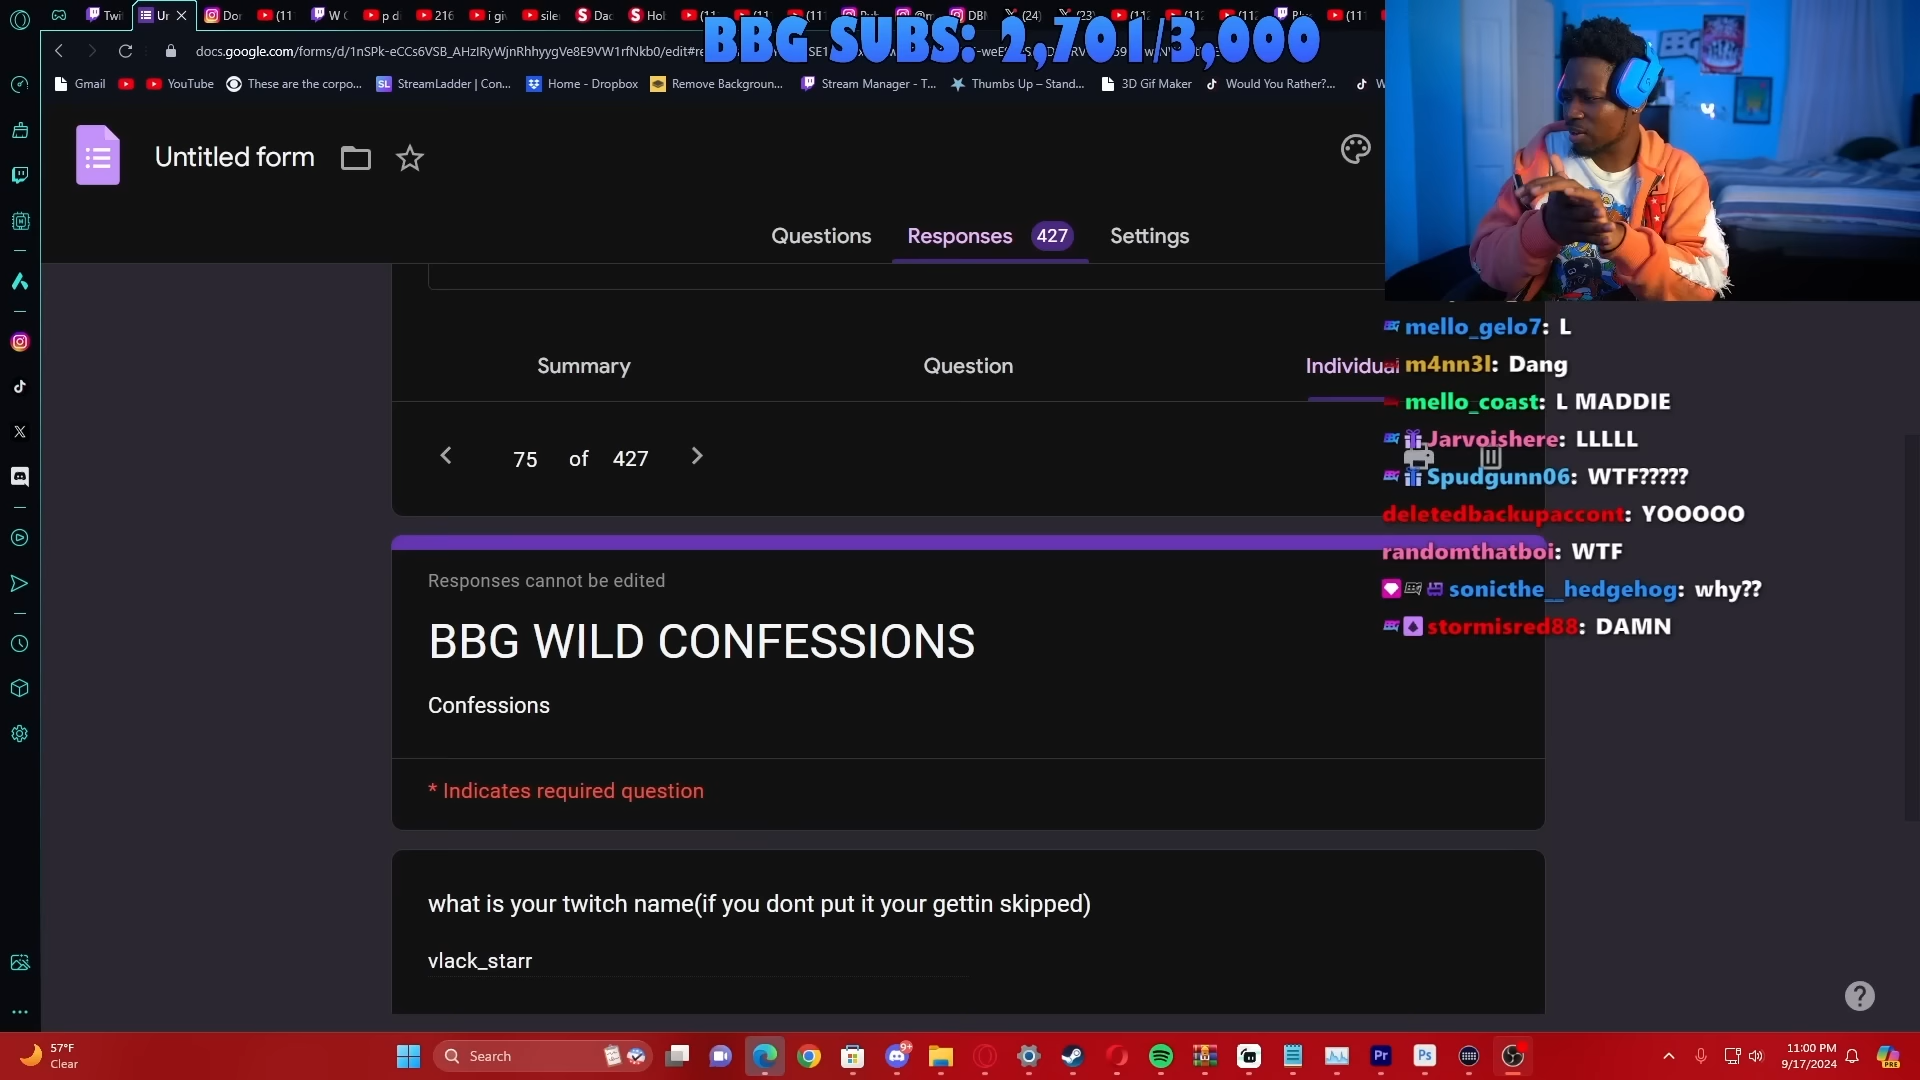 BBG SUBS: 2,701/3,000
docs.google.com/forms/d/1nSPk-eCCs6VSB_AHzIRyWjnRhhyygVe8E9VW1rfNkb0/edit#re
Gmail YouTube These are the corpo... StreamLadder | Con... Home - Dropbox Remove Backgroun... Stream Manager - T... Thumbs Up – Stand... 3D Gif Maker Would You Rather?...
Untitled form
Questions Responses 427 Settings
Summary Question Individual
75 of 427
mello_gelo7: L
m4nn3l: Dang
mello_coast: L MADDIE
Jarvoishere: LLLLL
Spudgunn06: WTF?????
deletedbackupaccont: YOOOOO
randomthatboi: WTF
sonicthe__hedgehog: why??
stormisred88: DAMN
Responses cannot be edited
BBG WILD CONFESSIONS
Confessions
* Indicates required question
what is your twitch name(if you dont put it your gettin skipped)
vlack_starr
57°F
Clear
Search
9+
11:00 PM
9/17/2024